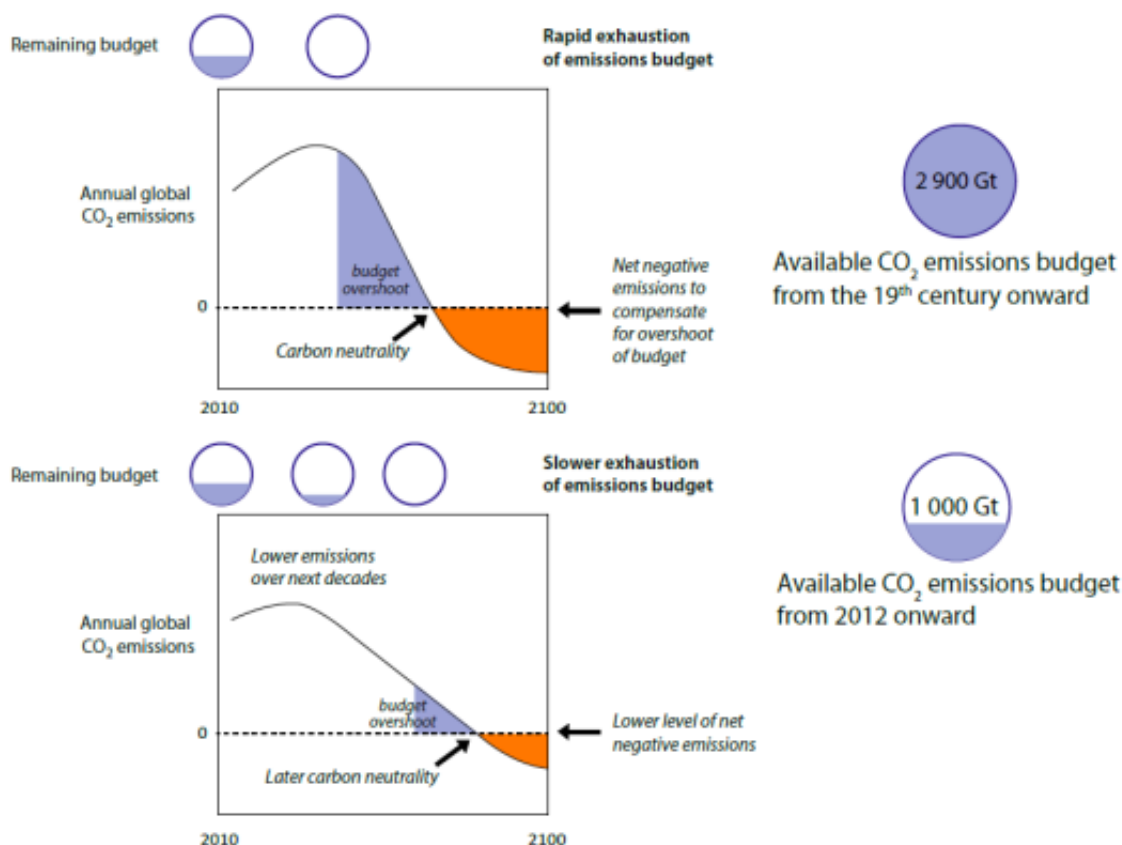 Remaining budget
Rapid exhaustion
of emissions budget
Annual global
CO₂ emissions
budget
overshoot
0
Carbon neutrality
Net negative
emissions to
compensate
for overshoot
of budget
2010
2100
2 900 Gt
Available CO₂ emissions budget
from the 19th century onward
Remaining budget
Slower exhaustion
of emissions budget
Lower emissions
over next decades
Annual global
CO₂ emissions
budget
overshoot
0
Later carbon neutrality
Lower level of net
negative emissions
2010
2100
1 000 Gt
Available CO₂ emissions budget
from 2012 onward